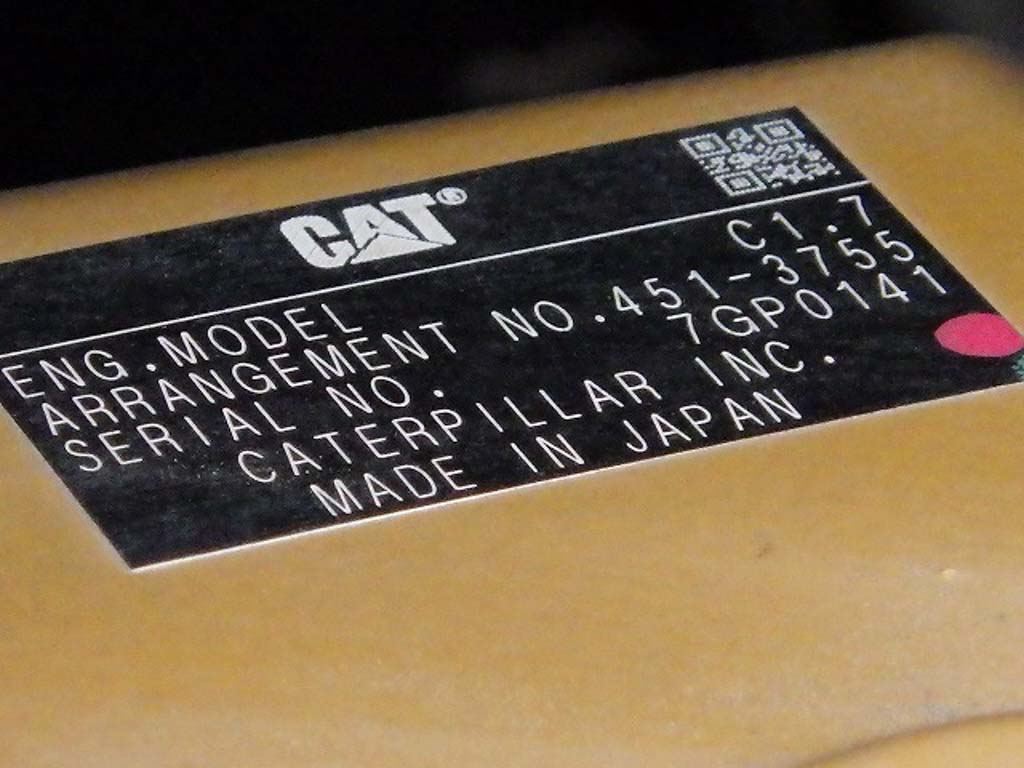 CAT®
ENG.MODEL C1.7
ARRANGEMENT NO.451-3755
SERIAL NO. 7GP0141
CATERPILLAR INC.
MADE IN JAPAN